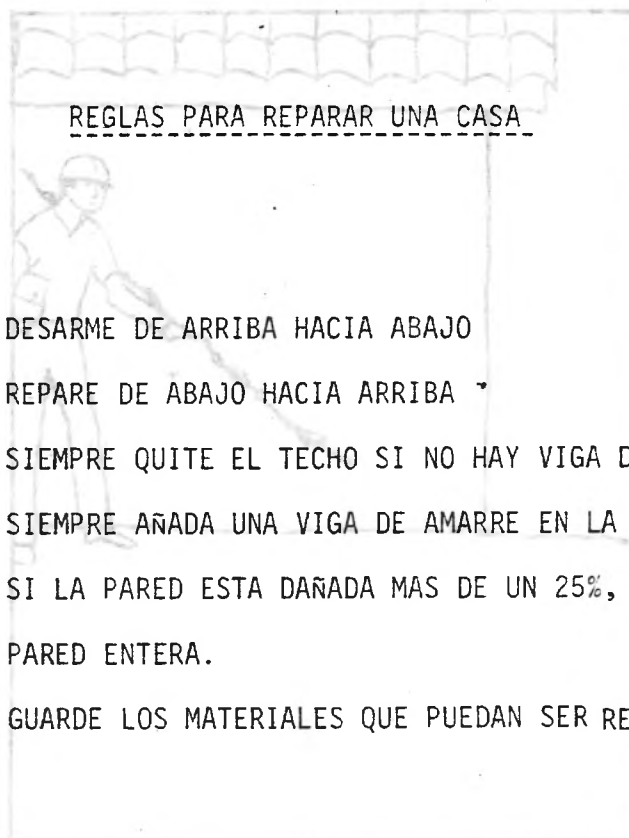 REGLAS PARA REPARAR UNA CASA
DESARME DE ARRIBA HACIA ABAJO
REPARE DE ABAJO HACIA ARRIBA
SIEMPRE QUITE EL TECHO SI NO HAY VIGA D
SIEMPRE AÑADA UNA VIGA DE AMARRE EN LA
SI LA PARED ESTA DAÑADA MAS DE UN 25%,
PARED ENTERA.
GUARDE LOS MATERIALES QUE PUEDAN SER RE